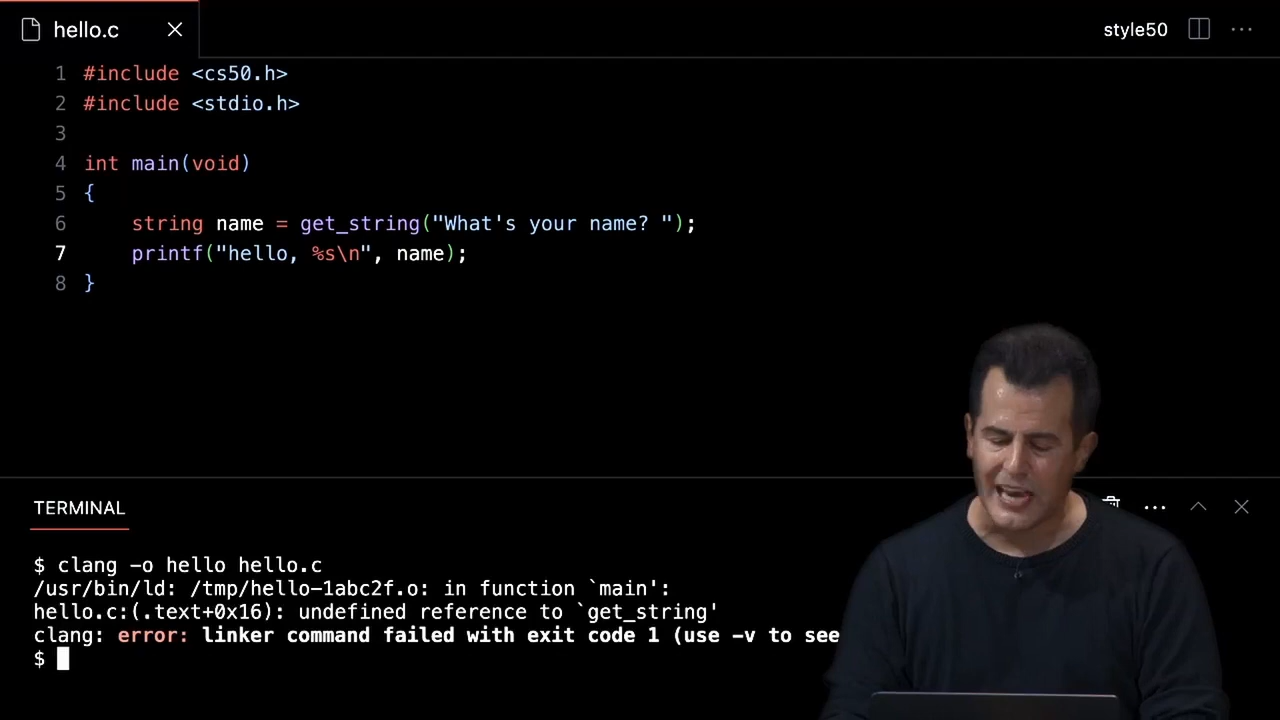 hello.c
style50
1 #include <cs50.h>
2 #include <stdio.h>
3
4 int main(void)
5 {
6     string name = get_string("What's your name? ");
7     printf("hello, %s\n", name);
8 }
TERMINAL
$ clang -o hello hello.c
/usr/bin/ld: /tmp/hello-1abc2f.o: in function `main':
hello.c:(.text+0x16): undefined reference to `get_string'
clang: error: linker command failed with exit code 1 (use -v to see
$